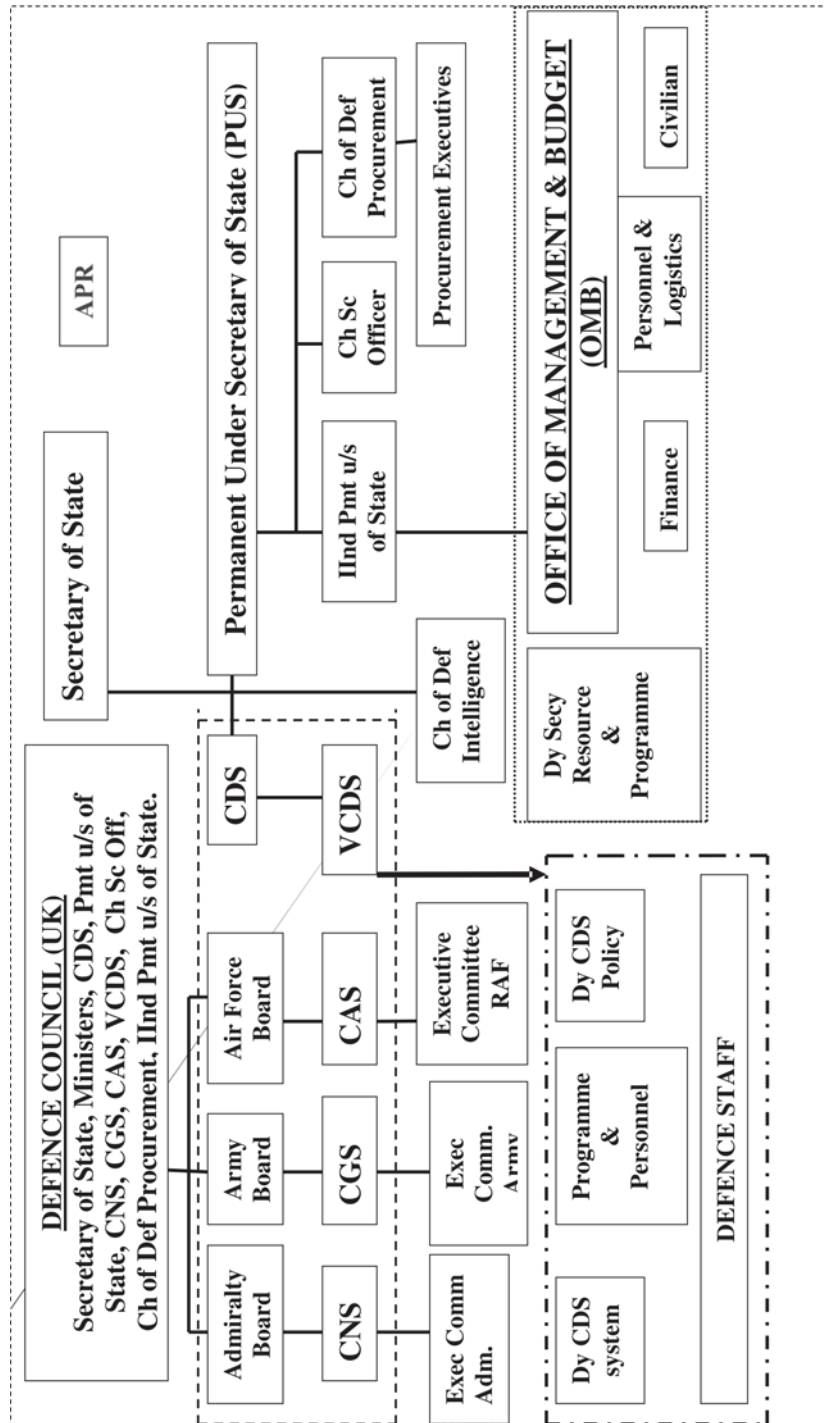 DEFENCE COUNCIL (UK)
Secretary of State, Ministers, CDS, Pmt u/s of
State, CNS, CGS, CAS, VCDS, Ch Sc Off,
Ch of Def Procurement, IInd Pmt u/s of State.
Secretary of State
APR
Admiralty
Board
Army
Board
Air Force
Board
CDS
Permanent Under Secretary of State (PUS)
CNS
CGS
CAS
VCDS
IInd Pmt u/s
of State
Ch Sc
Officer
Ch of Def
Procurement
Exec Comm
Adm.
Exec
Comm.
Army
Executive
Committee
RAF
Ch of Def
Intelligence
Procurement Executives
Dy CDS
system
Programme
&
Personnel
Dy CDS
Policy
DEFENCE STAFF
Dy Secy
Resource
&
Programme
OFFICE OF MANAGEMENT & BUDGET
(OMB)
Finance
Personnel &
Logistics
Civilian